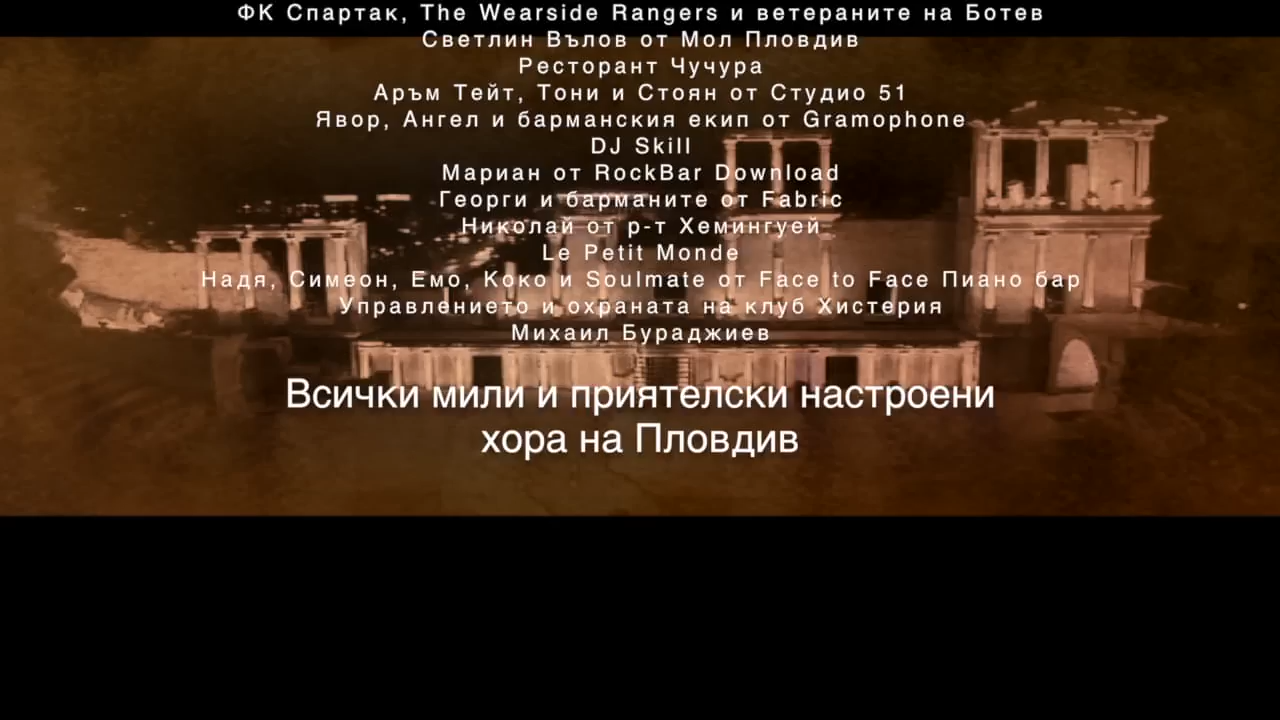 ФК Спартак, The Wearside Rangers и ветераните на Ботев
Светлин Вълов от Мол Пловдив
Ресторант Чучура
Аръм Тейт, Тони и Стоян от Студио 51
Явор, Ангел и барманския екип от Gramophone
DJ Skill
Мариан от RockBar Download
Георги и барманите от Fabric
Николай от р-т Хемингуей
Le Petit Monde
Надя, Симеон, Емо, Коко и Soulmate от Face to Face Пиано бар
Управлението и охраната на клуб Хистерия
Михаил Бураджиев
Всички мили и приятелски настроени
хора на Пловдив